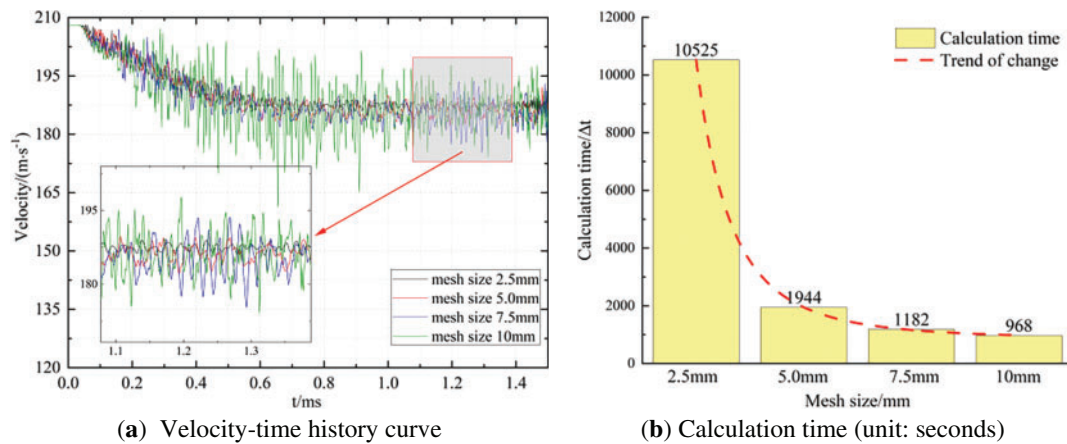 210
195
180
165
150
135
120
Velocity/(m·s⁻¹)
0.0 0.2 0.4 0.6 0.8 1.0 1.2 1.4
t/ms
195
180
1.1 1.2 1.3
mesh size 2.5mm
mesh size 5.0mm
mesh size 7.5mm
mesh size 10mm
(a) Velocity-time history curve
12000
10000
8000
6000
4000
2000
0
Calculation time/Δt
10525
1944
1182
968
Calculation time
Trend of change
2.5mm 5.0mm 7.5mm 10mm
Mesh size/mm
(b) Calculation time (unit: seconds)